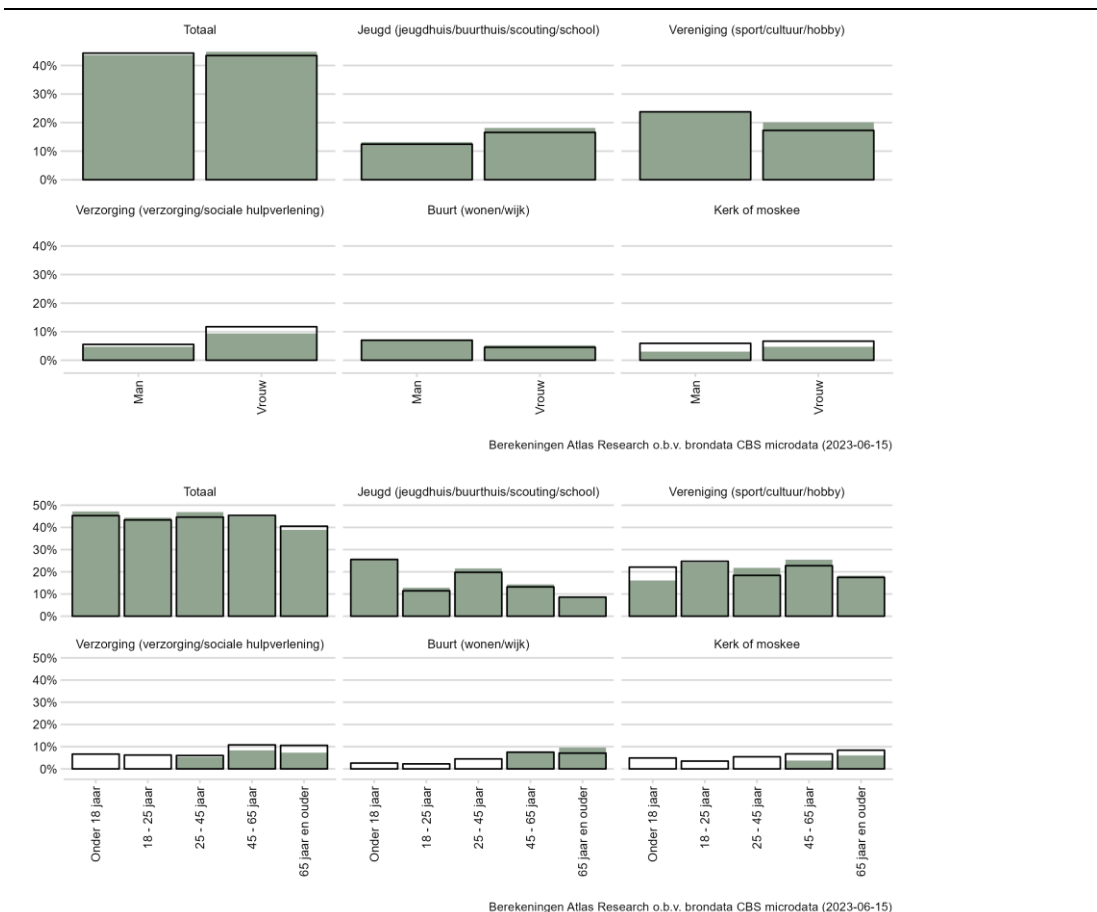 Totaal
Jeugd (jeugdhuis/buurthuis/scouting/school)
Vereniging (sport/cultuur/hobby)
40%
30%
20%
10%
0%
Verzorging (verzorging/sociale hulpverlening)
Buurt (wonen/wijk)
Kerk of moskee
40%
30%
20%
10%
0%
Man
Vrouw
Man
Vrouw
Man
Vrouw
Berekeningen Atlas Research o.b.v. brondata CBS microdata (2023-06-15)
Totaal
Jeugd (jeugdhuis/buurthuis/scouting/school)
Vereniging (sport/cultuur/hobby)
50%
40%
30%
20%
10%
0%
Verzorging (verzorging/sociale hulpverlening)
Buurt (wonen/wijk)
Kerk of moskee
50%
40%
30%
20%
10%
0%
Onder 18 jaar
18 - 25 jaar
25 - 45 jaar
45 - 65 jaar
65 jaar en ouder
Onder 18 jaar
18 - 25 jaar
25 - 45 jaar
45 - 65 jaar
65 jaar en ouder
Onder 18 jaar
18 - 25 jaar
25 - 45 jaar
45 - 65 jaar
65 jaar en ouder
Berekeningen Atlas Research o.b.v. brondata CBS microdata (2023-06-15)